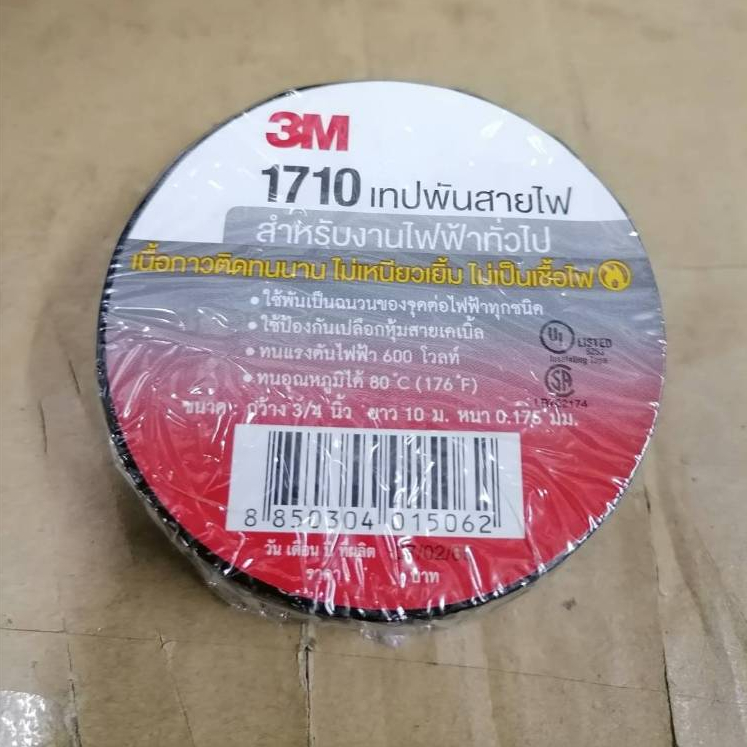 3M
1710 เทปพันสายไฟ
สำหรับงานไฟฟ้าทั่วไป
เนื้อกาวติดทนนาน ไม่เหนียวเยิ้ม ไม่เป็นเชื้อไฟ
• ใช้พันเป็นฉนวนของจุดต่อไฟฟ้าทุกชนิด
• ใช้ป้องกันเปลือกหุ้มสายเคเบิ้ล
• ทนแรงดันไฟฟ้า 600 โวลท์
• ทนอุณหภูมิได้ 80˚C (176˚F)
UL LISTED
Insulating Tape
ขนาด : กว้าง 3/4 นิ้ว ยาว 10 ม. หนา 0.175 มม.
8 850304 015062
วัน เดือน ปี ที่ผลิต
ราคา บาท